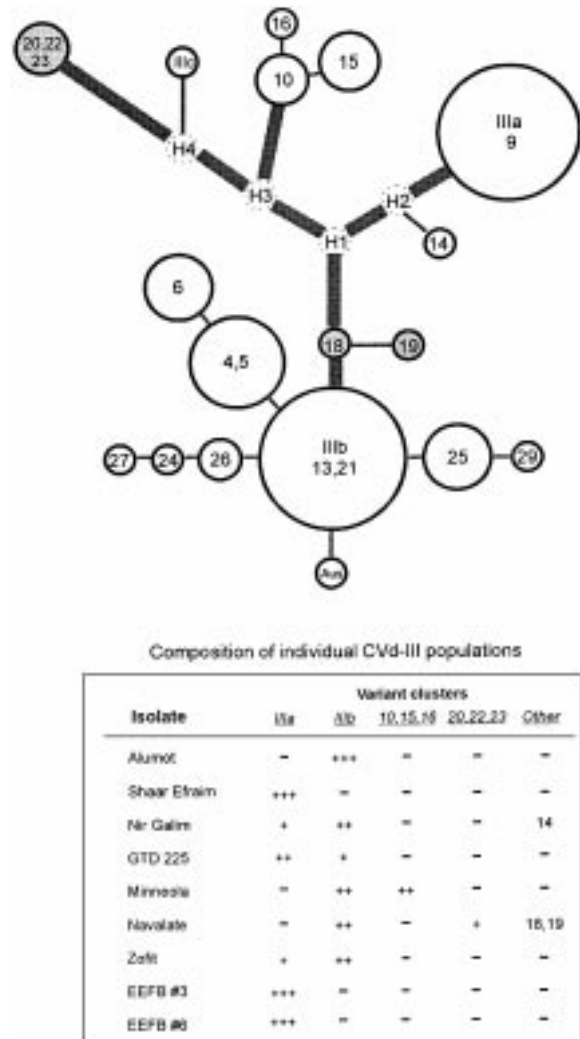 16
20,22
23
IIIc
10
15
IIIa
9
H4
H3
H2
H1
14
6
18
19
4,5
IIIb
13,21
27
24
26
25
29
Aus
Composition of individual CVd-III populations
Variant clusters
Isolate IIIa IIIb 10,15,16 20,22,23 Other
Alumot – +++ – – –
Shaar Efraim +++ – – – –
Nir Galim + ++ – – 14
GTD 225 ++ + – – –
Minneola – ++ ++ – –
Navalate – ++ – + 18,19
Zofit + ++ – – –
EEFB #3 +++ – – – –
EEFB #6 +++ – – – –